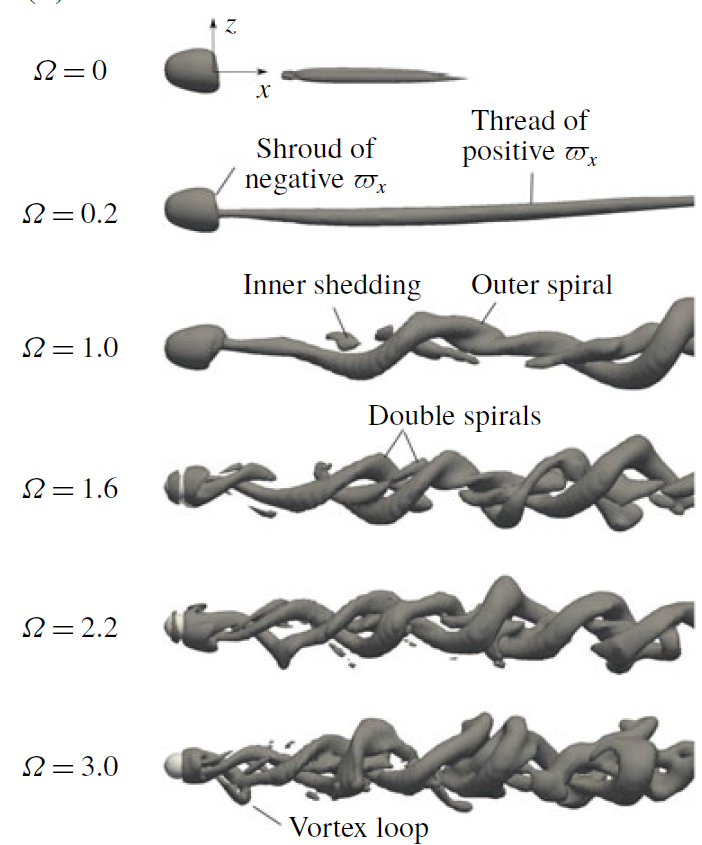 Ω = 0
z
x
Shroud of
negative ϖx
Thread of
positive ϖx
Ω = 0.2
Inner shedding
Outer spiral
Ω = 1.0
Double spirals
Ω = 1.6
Ω = 2.2
Ω = 3.0
Vortex loop